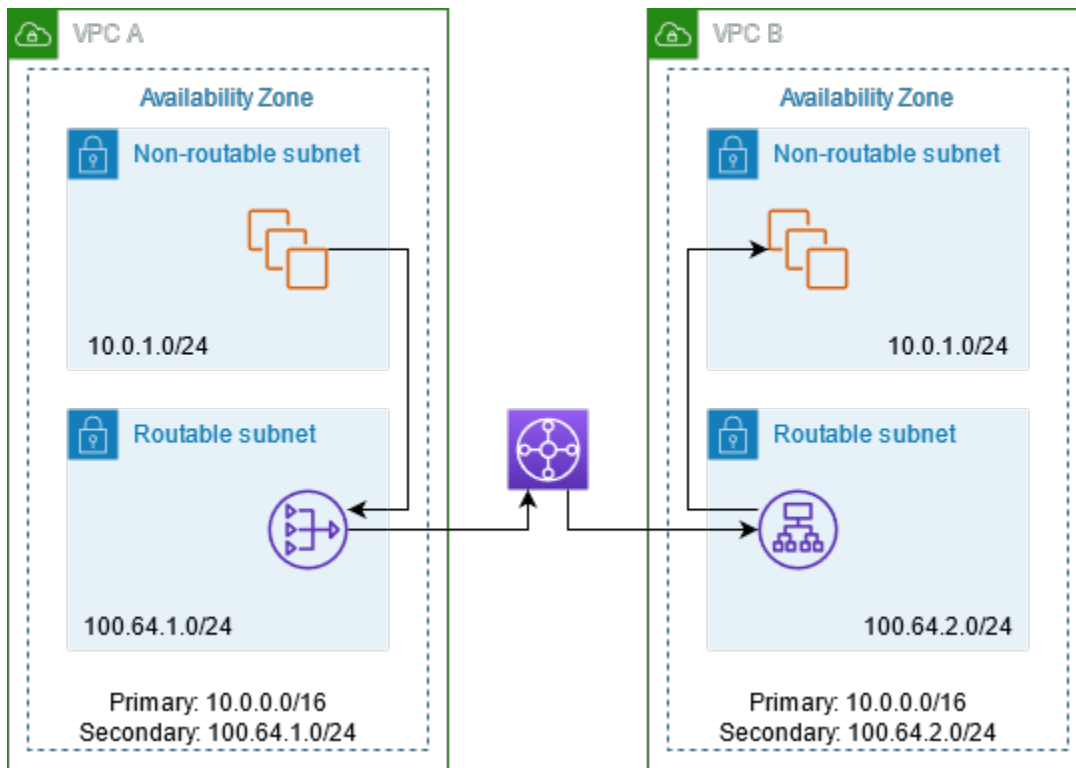 VPC A
Availability Zone
Non-routable subnet
10.0.1.0/24
Routable subnet
100.64.1.0/24
Primary: 10.0.0.0/16
Secondary: 100.64.1.0/24
VPC B
Availability Zone
Non-routable subnet
10.0.1.0/24
Routable subnet
100.64.2.0/24
Primary: 10.0.0.0/16
Secondary: 100.64.2.0/24